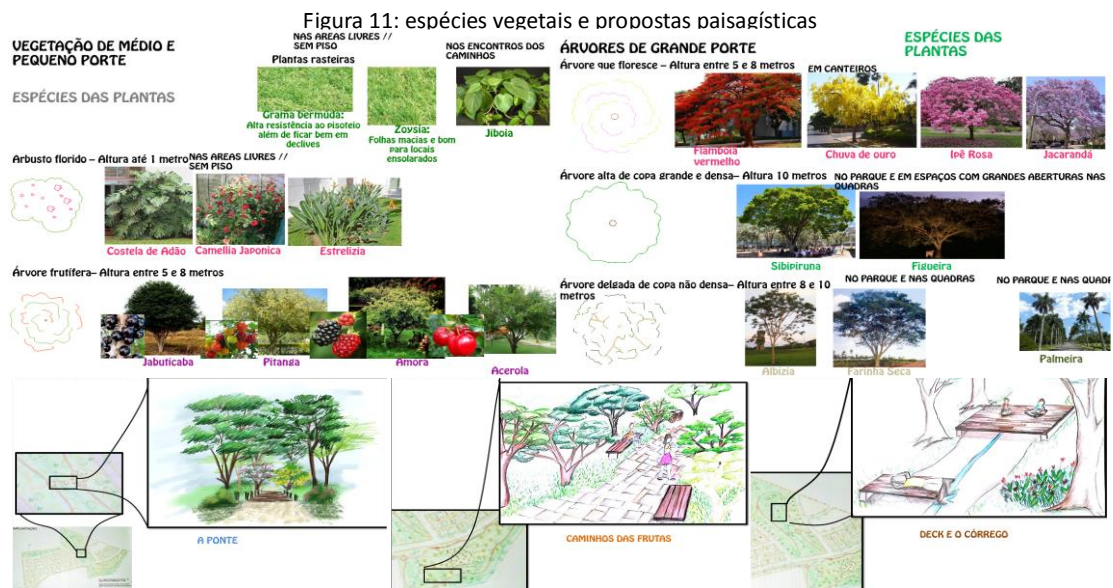 Figura 11: espécies vegetais e propostas paisagísticas
VEGETAÇÃO DE MÉDIO E
PEQUENO PORTE
ESPÉCIES DAS PLANTAS
NAS AREAS LIVRES //
SEM PISO
Plantas rasteiras
NOS ENCONTROS DOS
CAMINHOS
Grama bermuda:
Alta resistência ao pisoteio
além de ficar bem em
declives
Zoysia:
Folhas macias e bom
para locais
ensolarados
Jiboia
Arbusto florido – Altura até 1 metro
NAS AREAS LIVRES //
SEM PISO
Costela de Adão
Camellia Japonica
Estrelizia
Árvore frutífera– Altura entre 5 e 8 metros
Jabuticaba
Pitanga
Amora
Acerola
ÁRVORES DE GRANDE PORTE
ESPÉCIES DAS
PLANTAS
Árvore que floresce – Altura entre 5 e 8 metros
EM CANTEIROS
Flamboiã
vermelho
Chuva de ouro
Ipê Rosa
Jacarandá
Árvore alta de copa grande e densa– Altura 10 metros
NO PARQUE E EM ESPAÇOS COM GRANDES ABERTURAS NAS
QUADRAS
Sibipiruna
Figueira
Árvore delgada de copa não densa– Altura entre 8 e 10
metros
NO PARQUE E NAS QUADRAS
NO PARQUE E NAS QUADI
Albizia
Farinha Seca
Palmeira
A PONTE
CAMINHOS DAS FRUTAS
DECK E O CÓRREGO